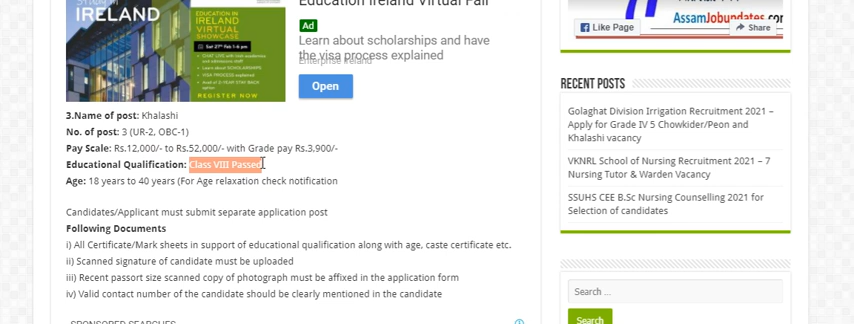 IRELAND
EDUCATION IN
IRELAND
VIRTUAL
SHOWCASE
REGISTER NOW
Education Ireland Virtual Fair
Ad
Learn about scholarships and have
the visa process explained
Enterprise Ireland
Open
3.Name of post: Khalashi
No. of post: 3 (UR-2, OBC-1)
Pay Scale: Rs.12,000/- to Rs.52,000/- with Grade pay Rs.3,900/-
Educational Qualification: Class VIII Passed
Age: 18 years to 40 years (For Age relaxation check notification
Candidates/Applicant must submit separate application post
Following Documents
i) All Certificate/Mark sheets in support of educational qualification along with age, caste certificate etc.
ii) Scanned signature of candidate must be uploaded
iii) Recent passort size scanned copy of photograph must be affixed in the application form
iv) Valid contact number of the candidate should be clearly mentioned in the candidate
SPONSORED SEARCHES
AssamJobupdates.com
Like Page
Share
RECENT POSTS
Golaghat Division Irrigation Recruitment 2021 –
Apply for Grade IV 5 Chowkider/Peon and
Khalashi vacancy
VKNRL School of Nursing Recruitment 2021 – 7
Nursing Tutor & Warden Vacancy
SSUHS CEE B.Sc Nursing Counselling 2021 for
Selection of candidates
Search ...
Search